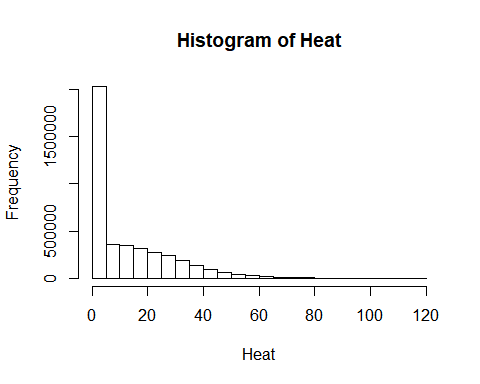 Histogram of Heat
Frequency
1500000
500000
0
0 20 40 60 80 100 120
Heat